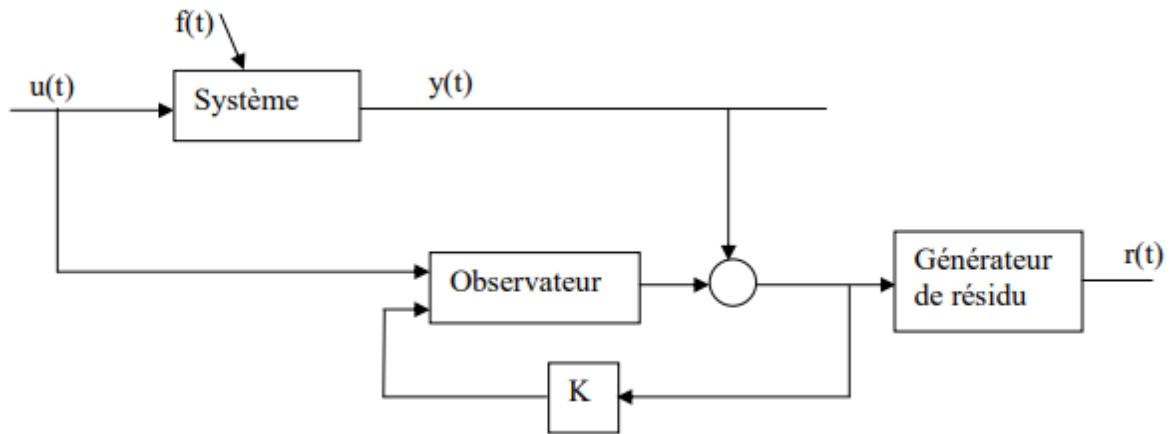 f(t)
u(t)
Système
y(t)
Observateur
Générateur
de résidu
r(t)
K